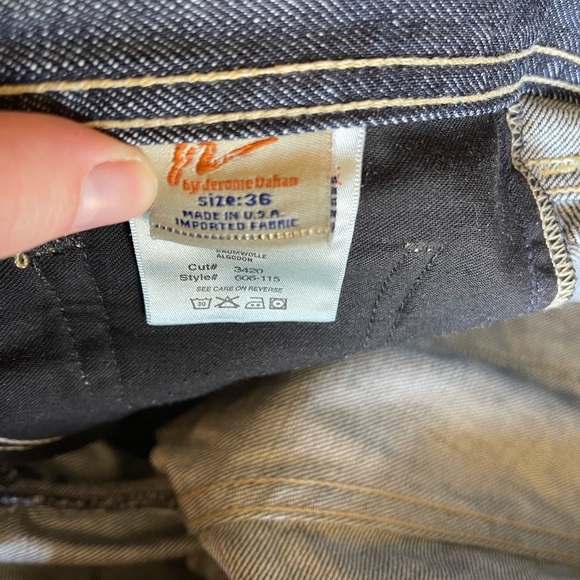 by Jerome Dahan
size:36
MADE IN U.S.A.
IMPORTED FABRIC
BAUMWOLLE
ALGODON
Cut# 3420
Style# 606-115
SEE CARE ON REVERSE
30